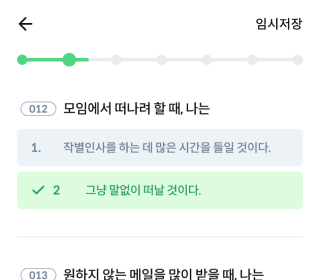 임시저장
012 모임에서 떠나려 할 때, 나는
1. 작별인사를 하는 데 많은 시간을 들일 것이다.
2 그냥 말없이 떠날 것이다.
013 원하지 않는 메일을 많이 받을 때, 나는